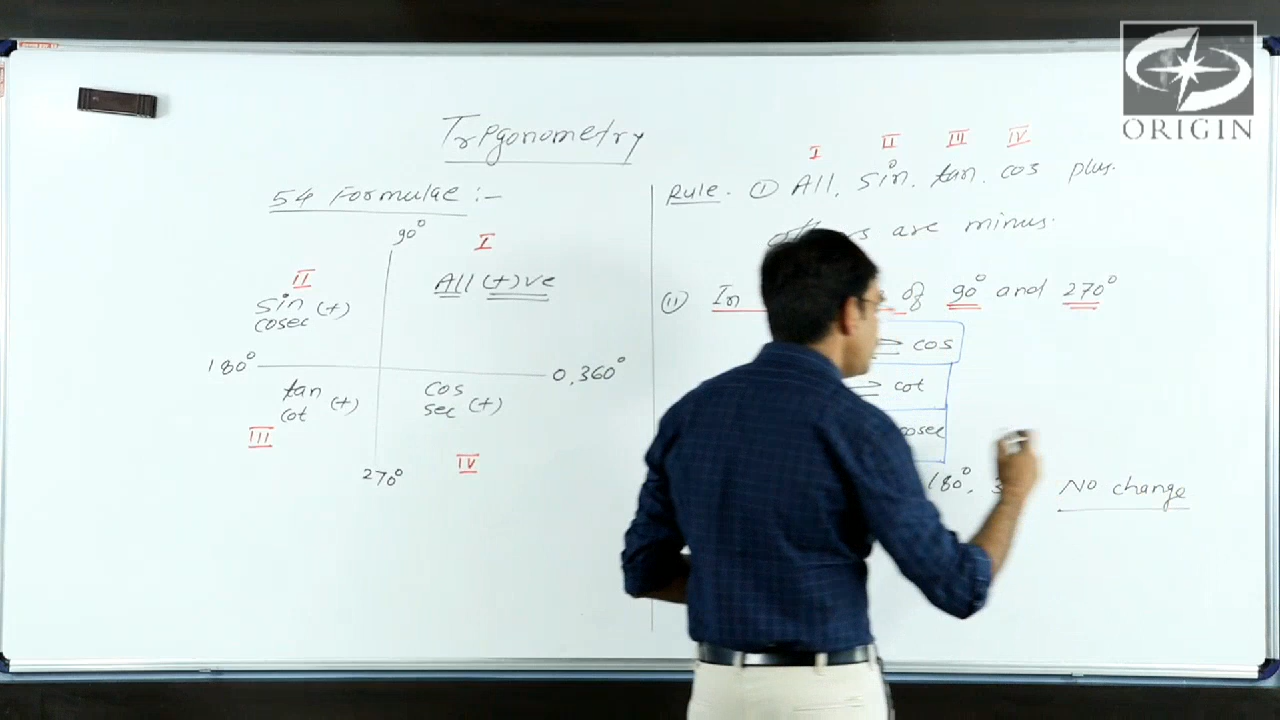 ORIGIN
Trigonometry
54 Formulae :-
90°
I
All (+)ve
II
sin
cosec (+)
180°
0, 360°
tan
cot (+)
III
cos
sec (+)
IV
270°
I II III IV
Rule. ① All, sin, tan, cos plus.
are minus.
⑪ In of 90° and 270°
cos
cot
cosec
180°, No change